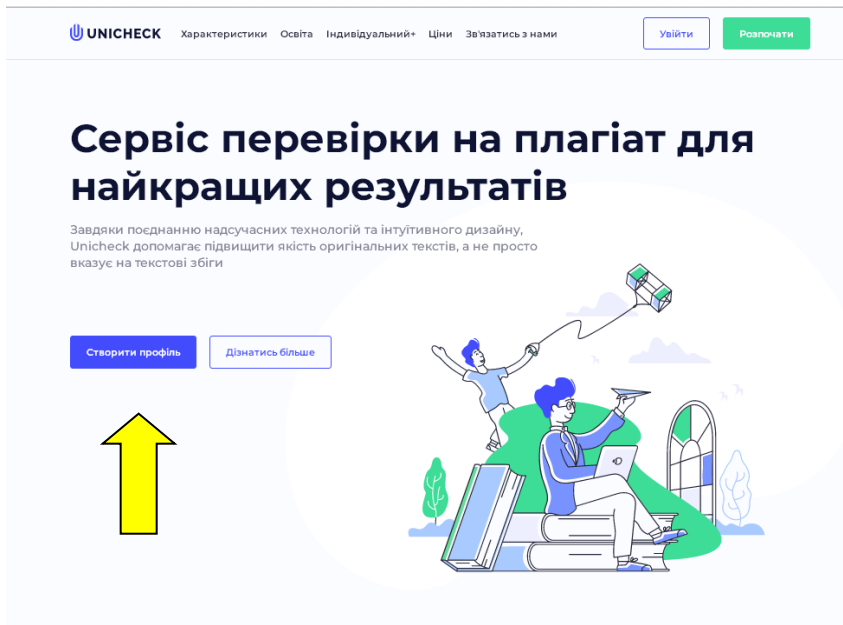 UNICHECK Характеристики Освіта Індивідуальний+ Ціни Зв'язатись з нами Увійти Розпочати
Сервіс перевірки на плагіат для
найкращих результатів
Завдяки поєднанню надсучасних технологій та інтуїтивного дизайну,
Unicheck допомагає підвищити якість оригінальних текстів, а не просто
вказує на текстові збіги
Створити профіль Дізнатись більше